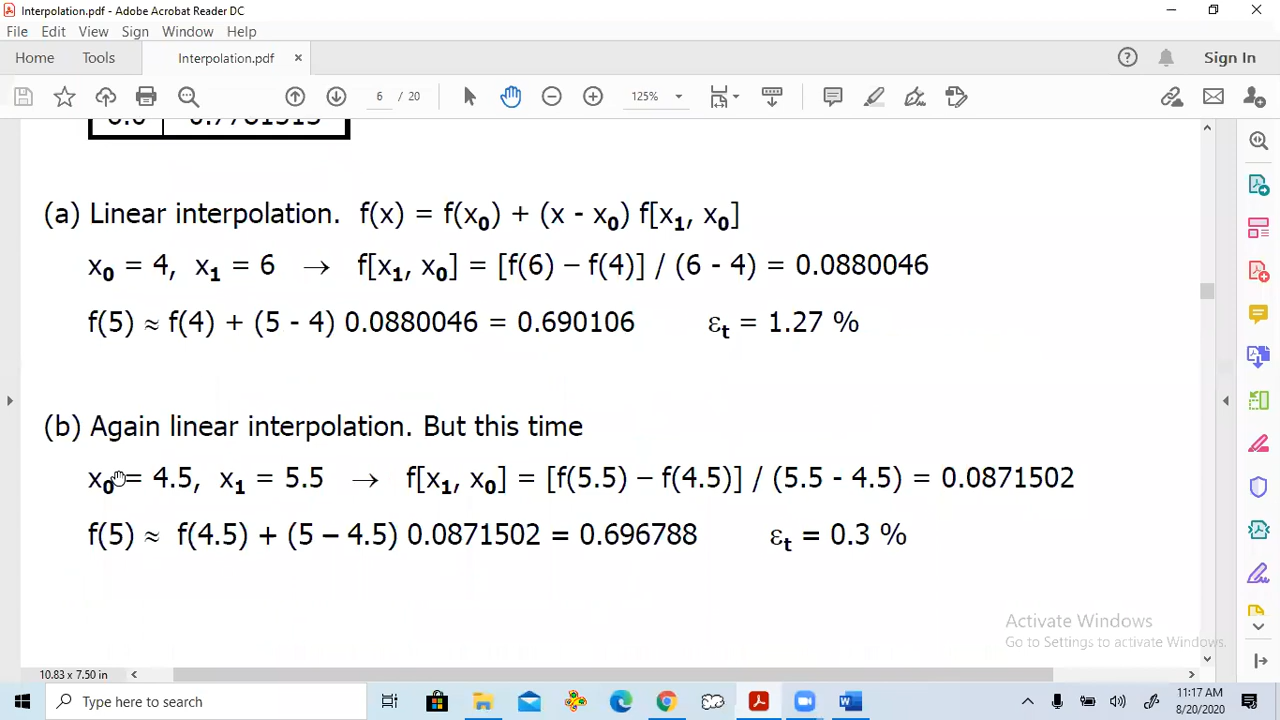 Interpolation.pdf - Adobe Acrobat Reader DC
File Edit View Sign Window Help
Home Tools Interpolation.pdf × Sign In
6 / 20 125%
(a) Linear interpolation. f(x) = f(x₀) + (x - x₀) f[x₁, x₀]
x₀ = 4, x₁ = 6 → f[x₁, x₀] = [f(6) – f(4)] / (6 - 4) = 0.0880046
f(5) ≈ f(4) + (5 - 4) 0.0880046 = 0.690106 εₜ = 1.27 %
(b) Again linear interpolation. But this time
x₀ = 4.5, x₁ = 5.5 → f[x₁, x₀] = [f(5.5) – f(4.5)] / (5.5 - 4.5) = 0.0871502
f(5) ≈ f(4.5) + (5 – 4.5) 0.0871502 = 0.696788 εₜ = 0.3 %
Activate Windows
Go to Settings to activate Windows.
10.83 x 7.50 in
Type here to search
11:17 AM
8/20/2020